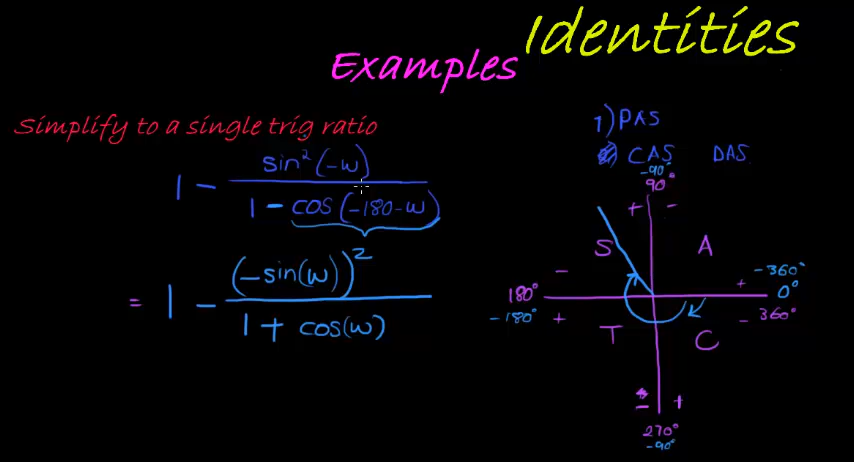 Identities
Examples
Simplify to a single trig ratio
1 - sin²(-w) / 1 - cos(-180-w)
= 1 - (-sin(w))² / 1 + cos(w)
1) PAS
CAS DAS
-90°
90°
+ -
S A
- + -360°
180° 0°
-180° + - 360°
T C
- +
270°
-90°